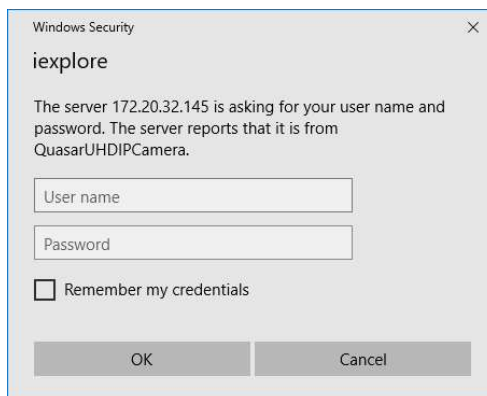 Windows Security
iexplore
The server 172.20.32.145 is asking for your user name and
password. The server reports that it is from
QuasarUHDIPCamera.
User name
Password
Remember my credentials
OK
Cancel